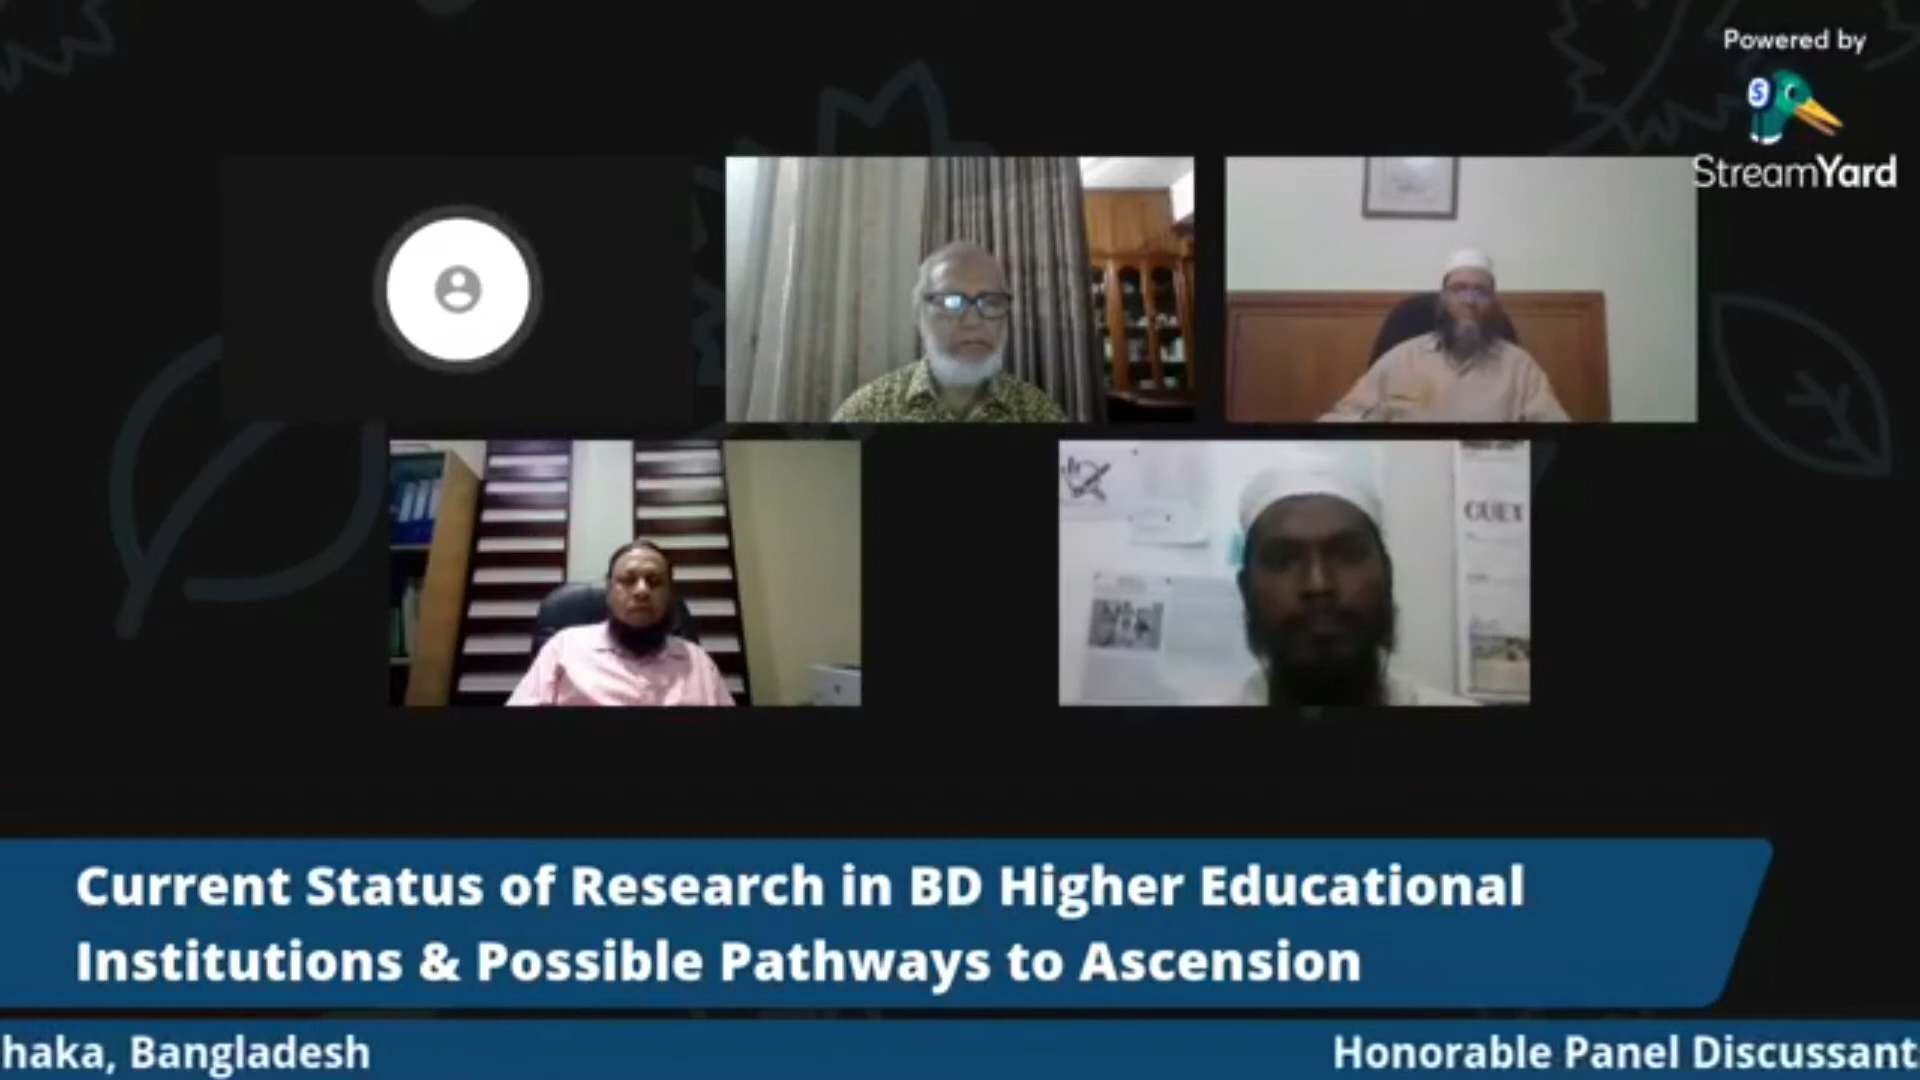 Powered by
StreamYard
CUET
Current Status of Research in BD Higher Educational
Institutions & Possible Pathways to Ascension
haka, Bangladesh
Honorable Panel Discussant